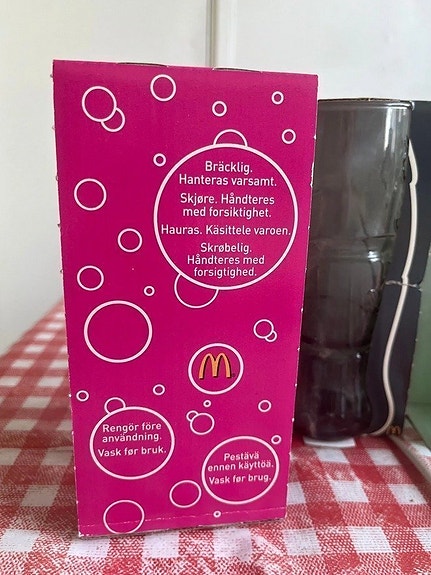 Bräcklig.
Hanteras varsamt.
Skjøre. Håndteres
med forsiktighet.
Hauras. Käsittele varoen.
Skrøbelig.
Håndteres med
forsigtighed.
Rengör före
användning.
Vask før bruk.
Pestävä
ennen käyttöä.
Vask før brug.